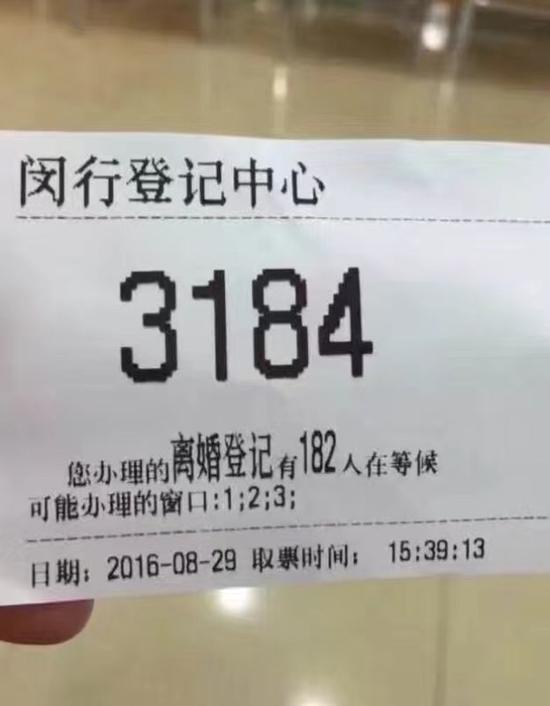 闵行登记中心
3184
您办理的离婚登记有182人在等候
可能办理的窗口:1;2;3;
日期: 2016-08-29 取票时间: 15:39:13